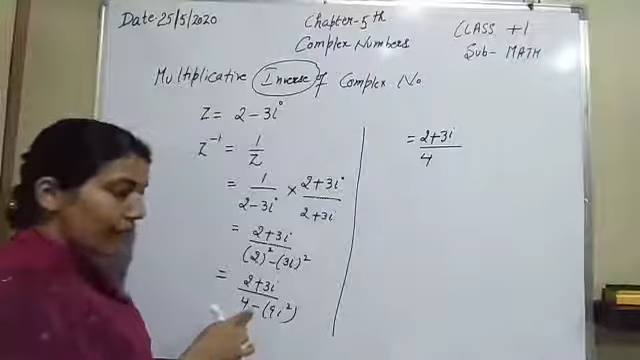 Date-25/5/2020
Chapter-5th
Complex Numbers
CLASS +1
Sub- MATH
Multiplicative Inverse of Complex No
Z = 2 - 3i
Z⁻¹ = 1/Z
= 1/(2-3i) × (2+3i)/(2+3i)
= (2+3i)/((2)²-(3i)²)
= (2+3i)/(4-(9i²))
= (2+3i)/4